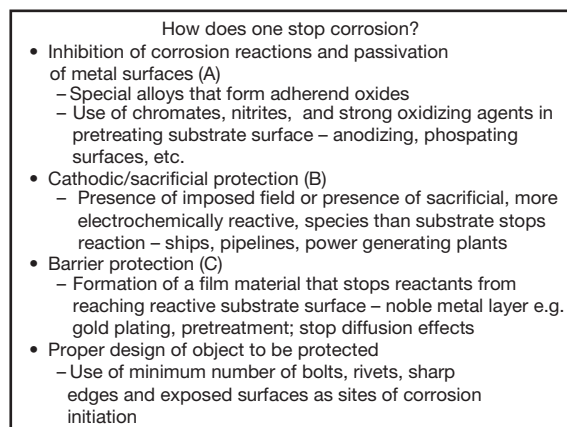 How does one stop corrosion?
• Inhibition of corrosion reactions and passivation
of metal surfaces (A)
– Special alloys that form adherend oxides
– Use of chromates, nitrites, and strong oxidizing agents in
pretreating substrate surface – anodizing, phospating
surfaces, etc.
• Cathodic/sacrificial protection (B)
– Presence of imposed field or presence of sacrificial, more
electrochemically reactive, species than substrate stops
reaction – ships, pipelines, power generating plants
• Barrier protection (C)
– Formation of a film material that stops reactants from
reaching reactive substrate surface – noble metal layer e.g.
gold plating, pretreatment; stop diffusion effects
• Proper design of object to be protected
– Use of minimum number of bolts, rivets, sharp
edges and exposed surfaces as sites of corrosion
initiation